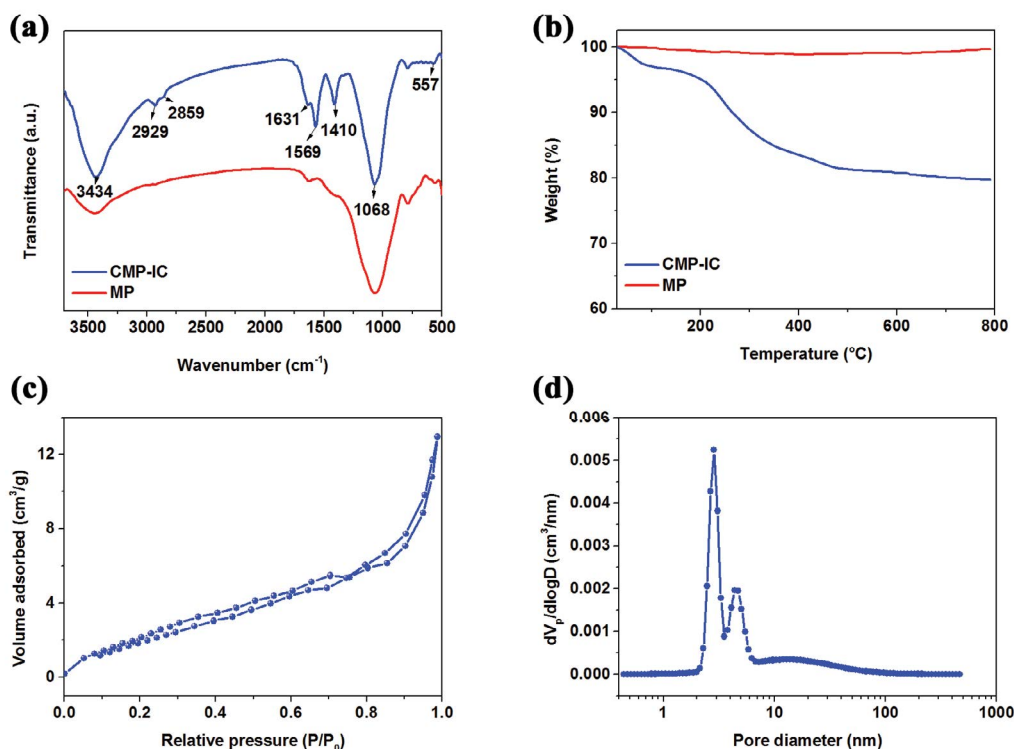 (a)
Transmittance (a.u.)
3434
2929
2859
1631
1569
1410
1068
557
CMP-IC
MP
3500 3000 2500 2000 1500 1000 500
Wavenumber (cm⁻¹)
(b)
Weight (%)
100
90
80
70
60
CMP-IC
MP
200 400 600 800
Temperature (°C)
(c)
Volume adsorbed (cm³/g)
12
8
4
0
0.0 0.2 0.4 0.6 0.8 1.0
Relative pressure (P/P₀)
(d)
dVₚ/dlogD (cm³/nm)
0.006
0.005
0.004
0.003
0.002
0.001
0.000
1 10 100 1000
Pore diameter (nm)